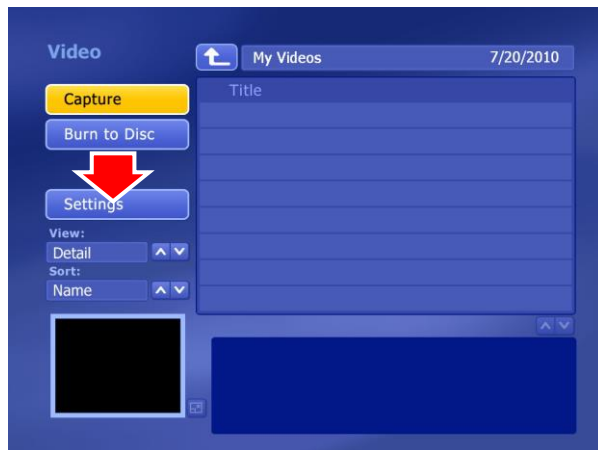 Video
My Videos 7/20/2010
Capture
Title
Burn to Disc
Settings
View:
Detail
Sort:
Name